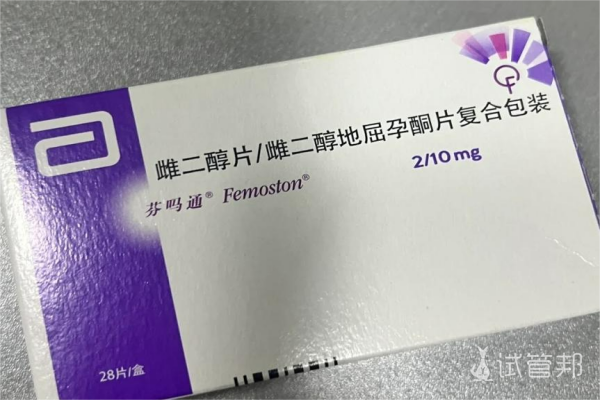 雌二醇片/雌二醇地屈孕酮片复合包装
2/10 mg
芬吗通® Femoston®
28片/盒
试管邦